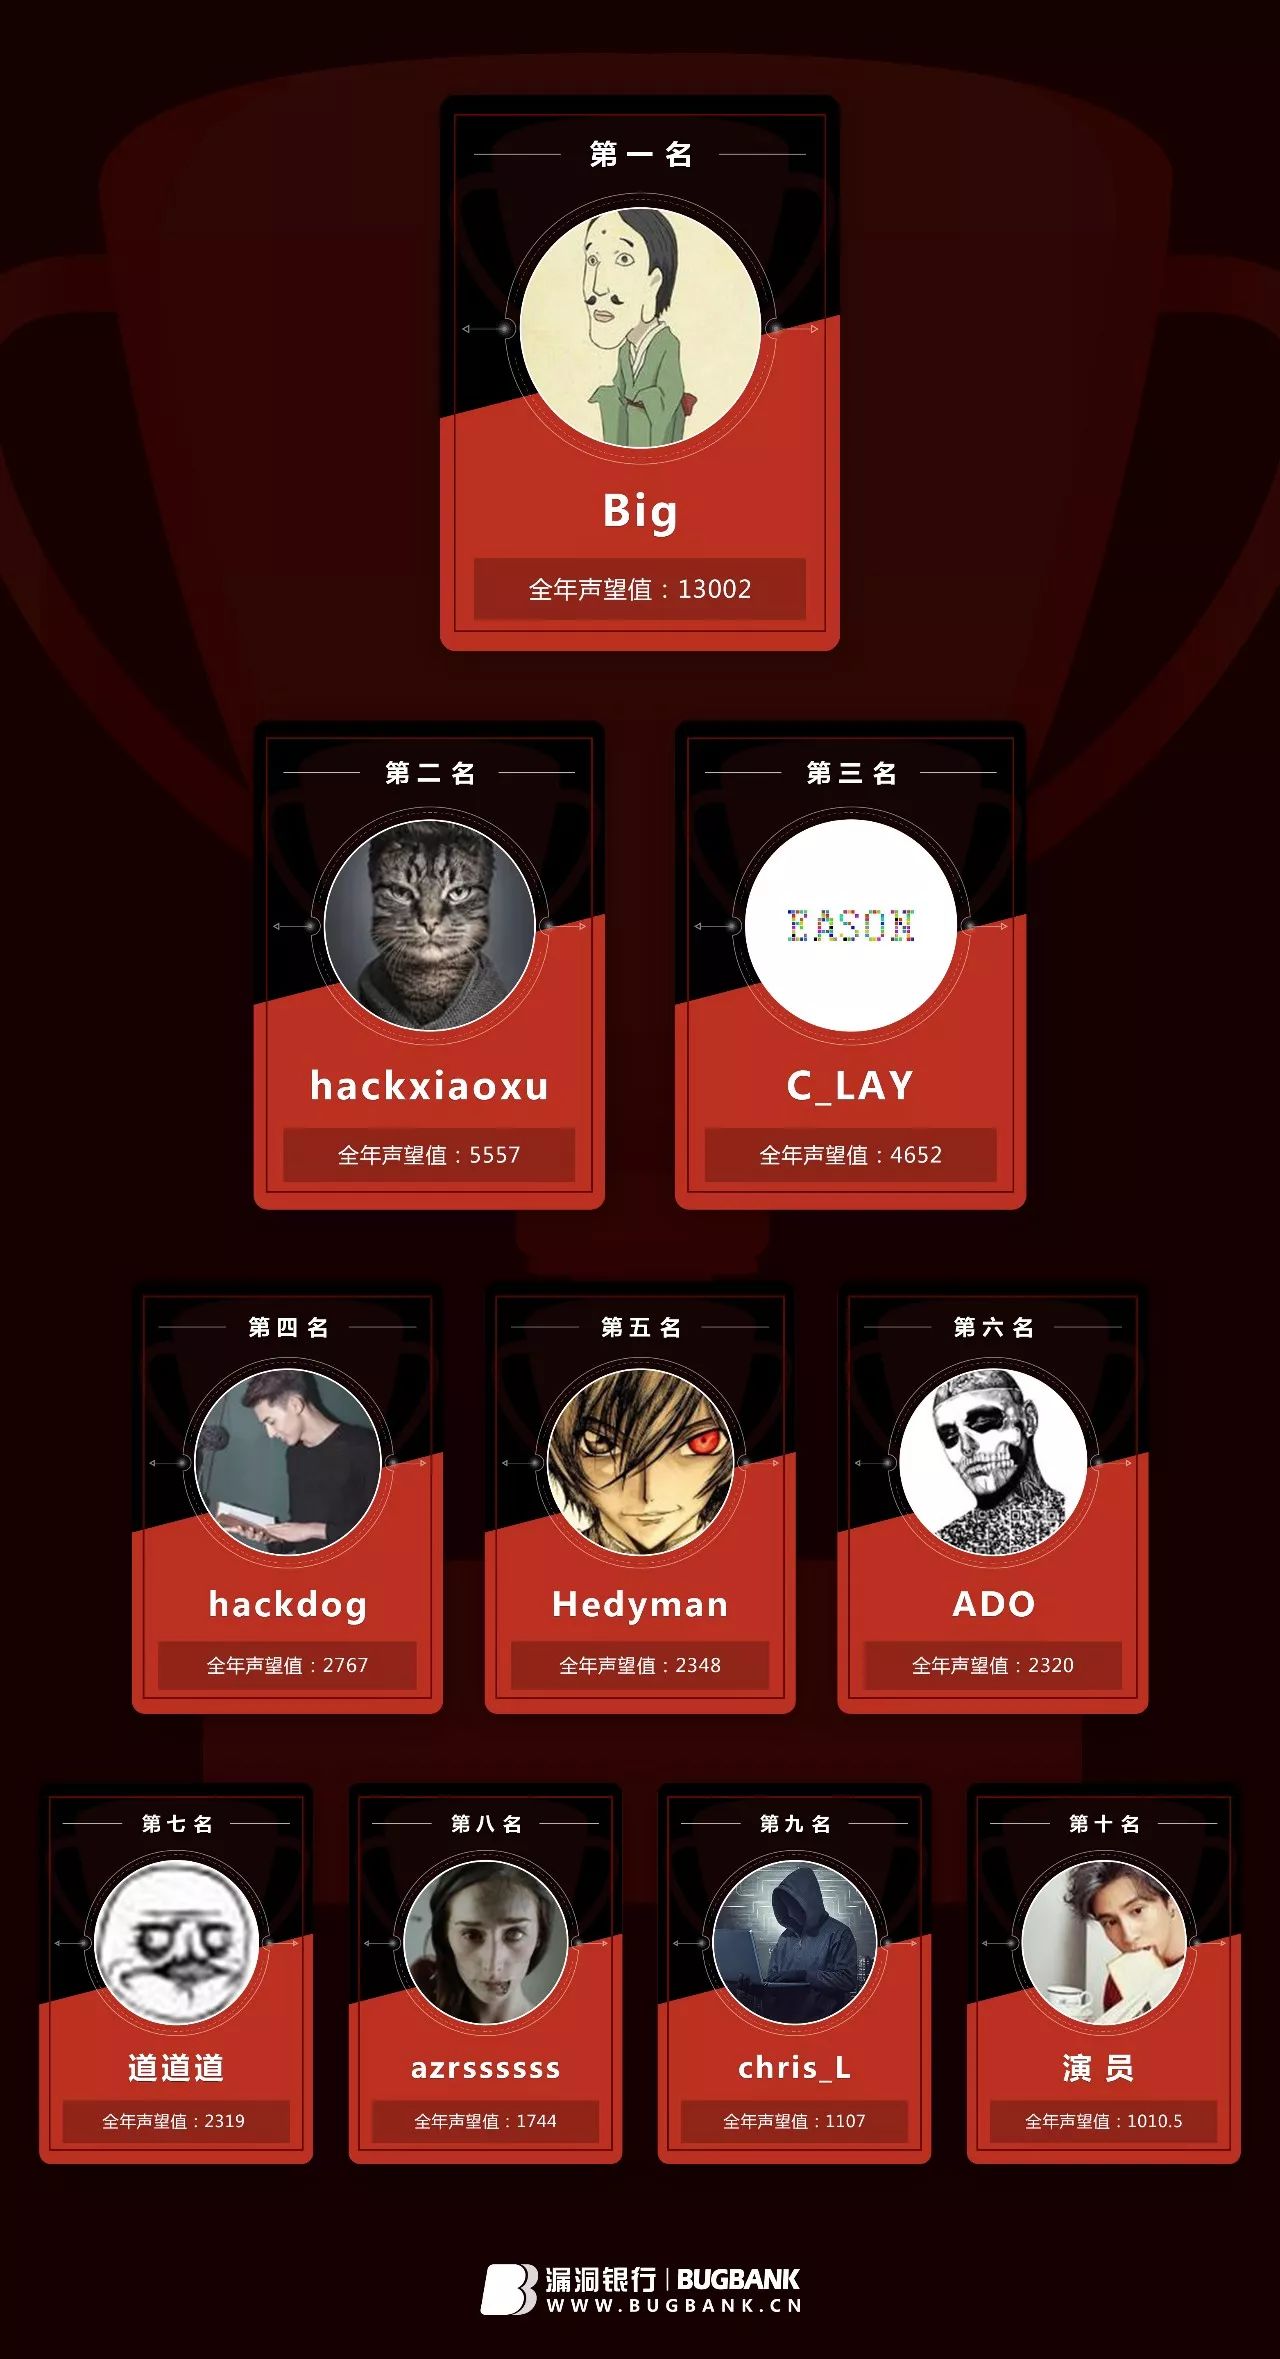 第一名
Big
全年声望值：13002
第二名
hackxiaoxu
全年声望值：5557
第三名
EASON
C_LAY
全年声望值：4652
第四名
hackdog
全年声望值：2767
第五名
Hedyman
全年声望值：2348
第六名
ADO
全年声望值：2320
第七名
道道道
全年声望值：2319
第八名
azrssssss
全年声望值：1744
第九名
chris_L
全年声望值：1107
第十名
演员
全年声望值：1010.5
漏洞银行 | BUGBANK
WWW.BUGBANK.CN